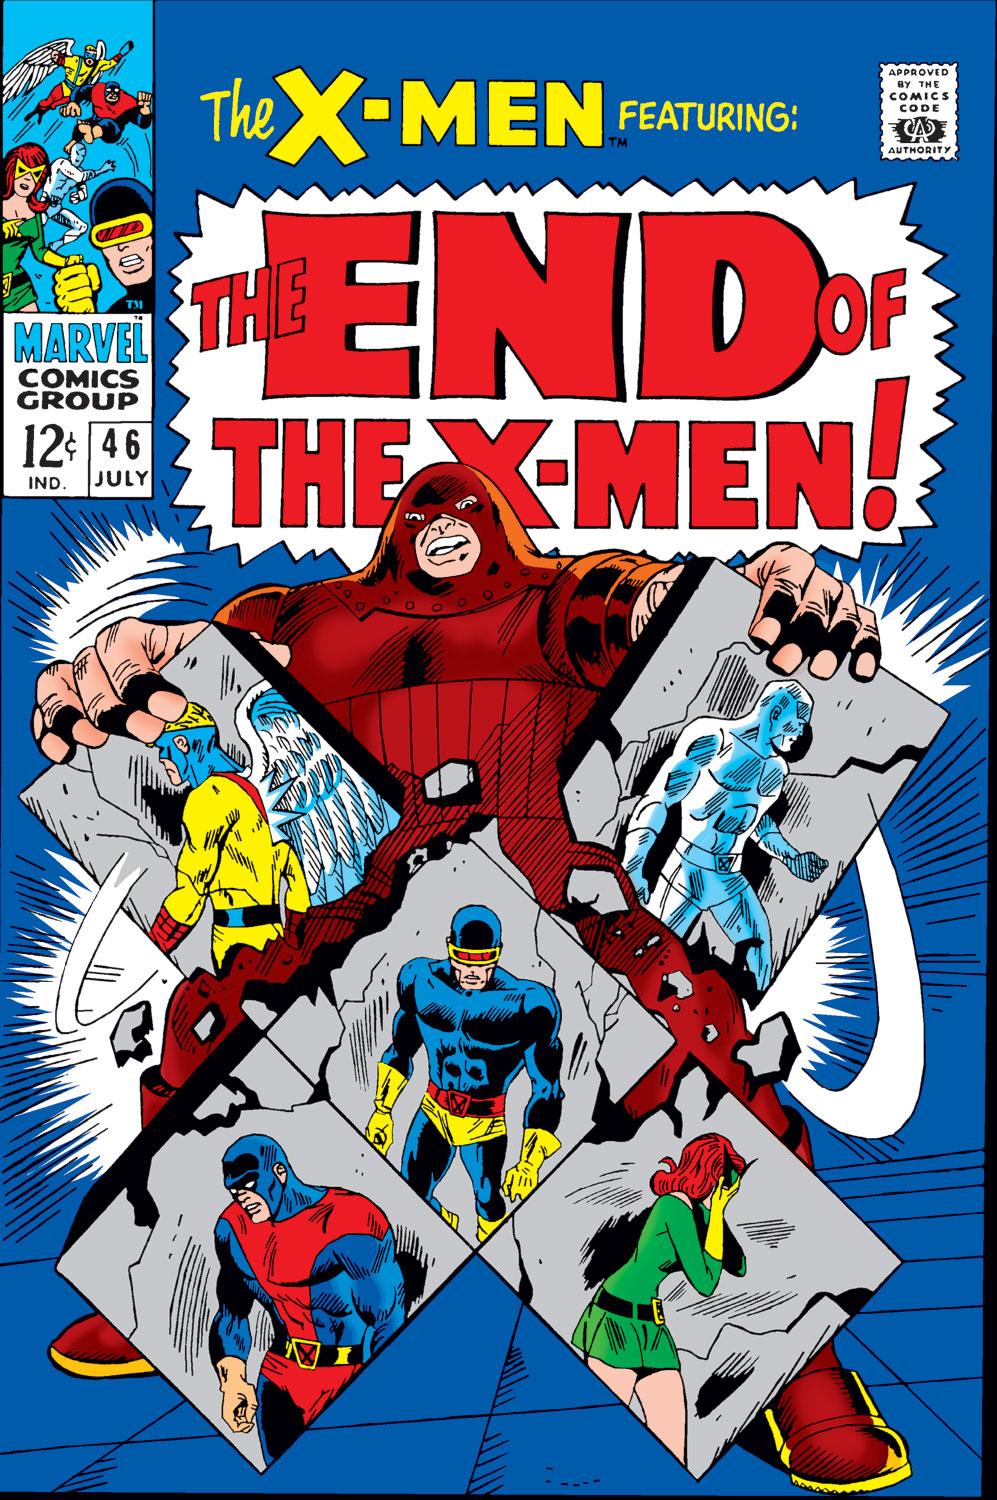 The X-MEN FEATURING:
™
APPROVED
BY THE
COMICS
CODE
CA
AUTHORITY
THE END OF
THE X-MEN!
TM
MARVEL
™
COMICS
GROUP
12¢
IND.
46
JULY